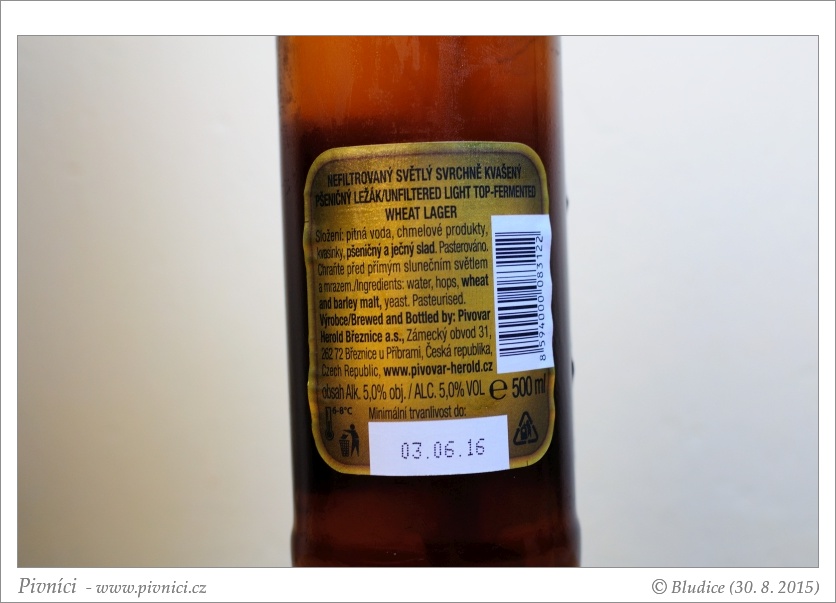 NEFILTROVANÝ SVĚTLÝ SVRCHNĚ KVAŠENÝ
PŠENIČNÝ LEŽÁK/UNFILTERED LIGHT TOP-FERMENTED
WHEAT LAGER
Složení: pitná voda, chmelové produkty,
kvasinky, pšeničný a ječný slad. Pasterováno.
Chraňte před přímým slunečním světlem
a mrazem./Ingredients: water, hops, wheat
and barley malt, yeast. Pasteurised.
Výrobce/Brewed and Bottled by: Pivovar
Herold Březnice a.s., Zámecký obvod 31,
262 72 Březnice u Příbrami, Česká republika,
Czech Republic, www.pivovar-herold.cz
obsah Alk. 5,0% obj. / ALC. 5,0% VOL ℮ 500 ml
6-8°C
Minimální trvanlivost do:
03.06.16
8 594000 083122
Pivníci - www.pivnici.cz
© Bludice (30. 8. 2015)